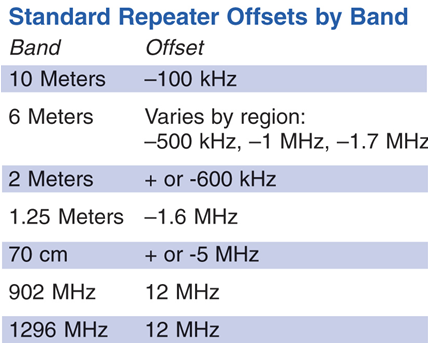 Standard Repeater Offsets by Band
Band Offset
10 Meters –100 kHz
6 Meters Varies by region:
–500 kHz, –1 MHz, –1.7 MHz
2 Meters + or -600 kHz
1.25 Meters –1.6 MHz
70 cm + or -5 MHz
902 MHz 12 MHz
1296 MHz 12 MHz